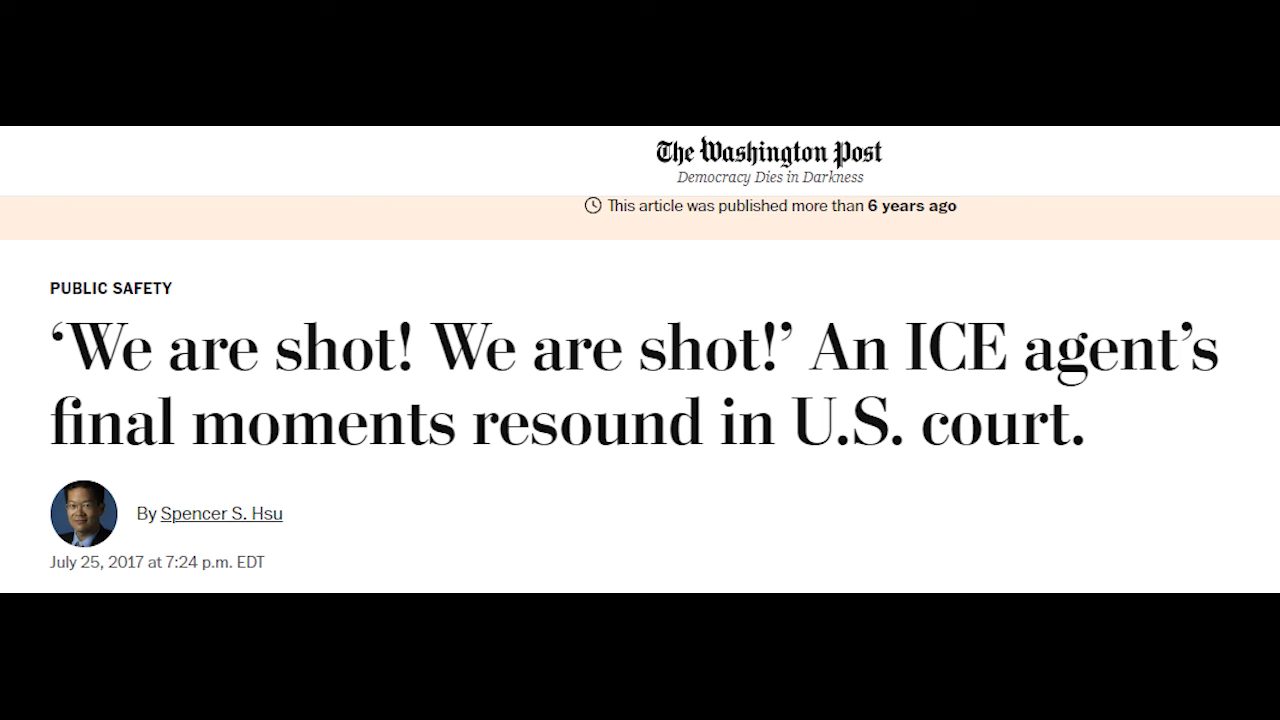 The Washington Post
Democracy Dies in Darkness
This article was published more than 6 years ago
PUBLIC SAFETY
‘We are shot! We are shot!’ An ICE agent’s
final moments resound in U.S. court.
By Spencer S. Hsu
July 25, 2017 at 7:24 p.m. EDT